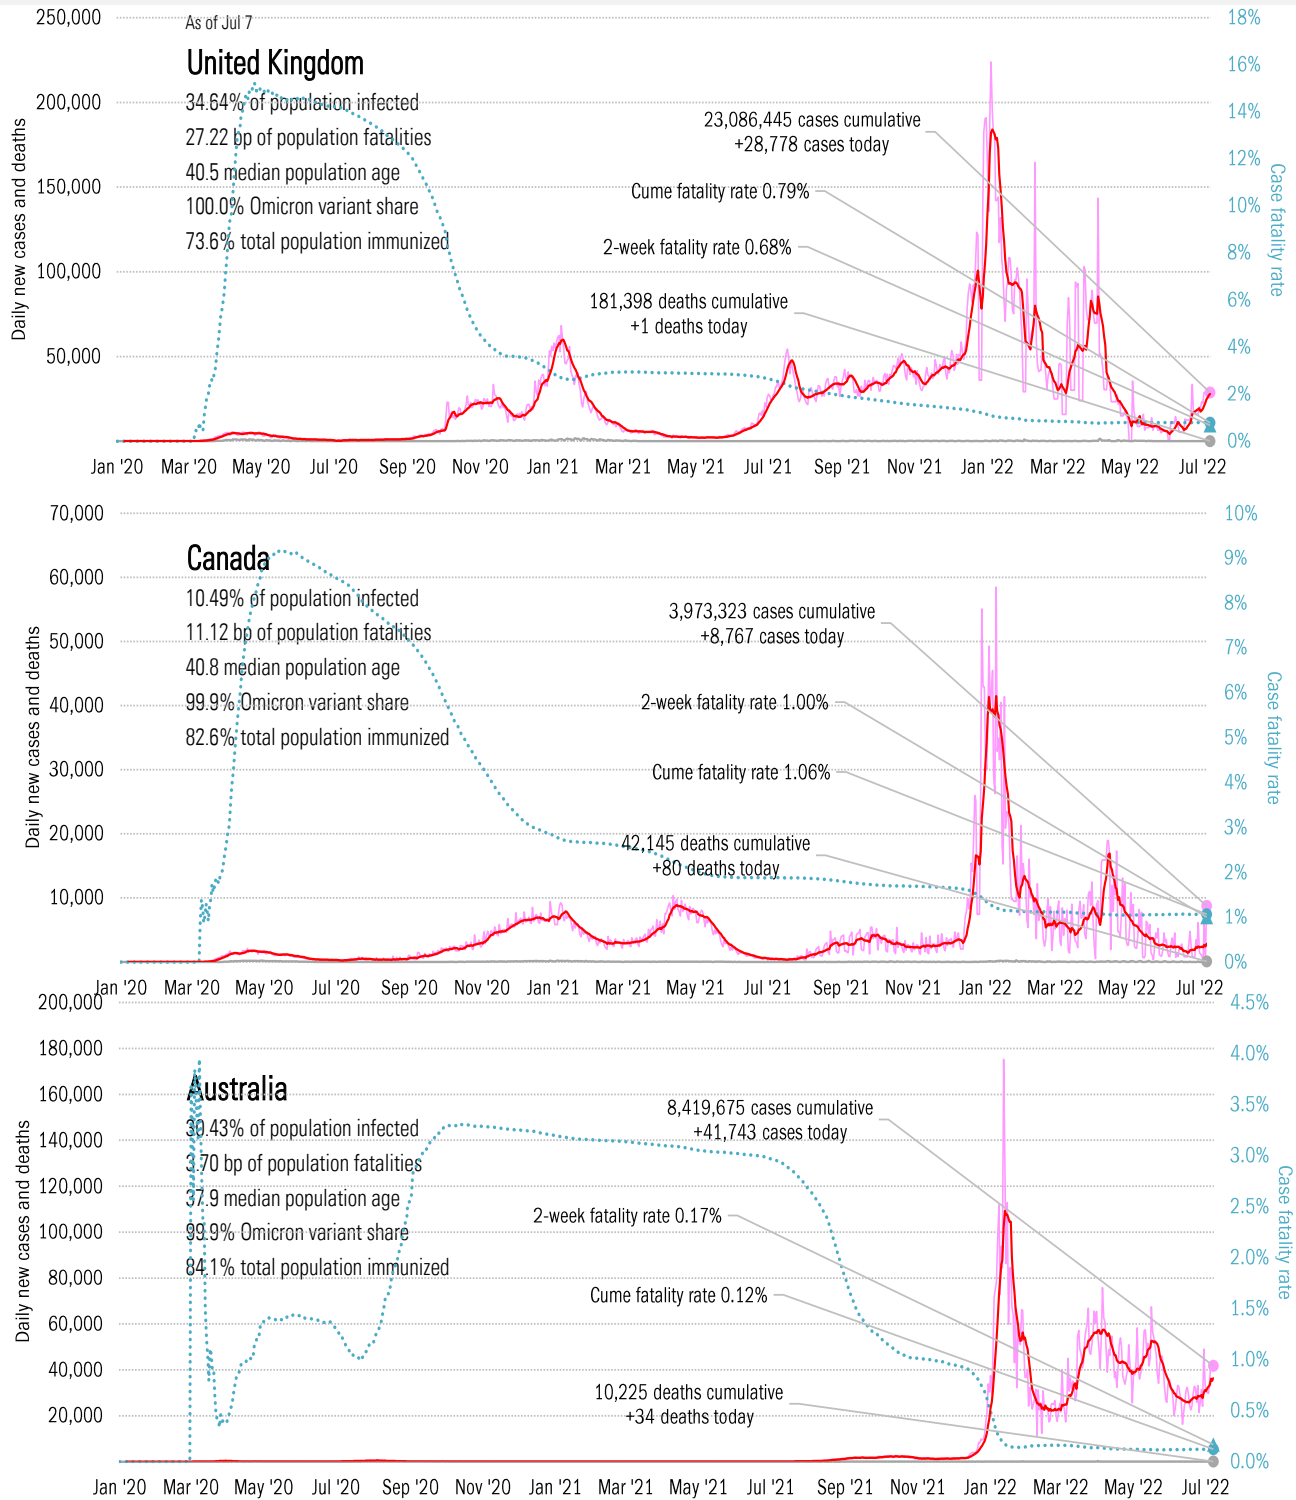 As of Jul 7
United Kingdom
34.64% of population infected
27.22 bp of population fatalities
40.5 median population age
100.0% Omicron variant share
73.6% total population immunized
Daily new cases and deaths
250,000
200,000
150,000
100,000
50,000
23,086,445 cases cumulative
+28,778 cases today
Cume fatality rate 0.79%
2-week fatality rate 0.68%
181,398 deaths cumulative
+1 deaths today
18%
16%
14%
12%
10%
8%
6%
4%
2%
0%
Case fatality rate
Jan '20 Mar '20 May '20 Jul '20 Sep '20 Nov '20 Jan '21 Mar '21 May '21 Jul '21 Sep '21 Nov '21 Jan '22 Mar '22 May '22 Jul '22
Canada
10.49% of population infected
11.12 bp of population fatalities
40.8 median population age
99.9% Omicron variant share
82.6% total population immunized
Daily new cases and deaths
70,000
60,000
50,000
40,000
30,000
20,000
10,000
3,973,323 cases cumulative
+8,767 cases today
2-week fatality rate 1.00%
Cume fatality rate 1.06%
42,145 deaths cumulative
+80 deaths today
10%
9%
8%
7%
6%
5%
4%
3%
2%
1%
0%
Case fatality rate
Jan '20 Mar '20 May '20 Jul '20 Sep '20 Nov '20 Jan '21 Mar '21 May '21 Jul '21 Sep '21 Nov '21 Jan '22 Mar '22 May '22 Jul '22
Australia
30.43% of population infected
3.70 bp of population fatalities
37.9 median population age
99.9% Omicron variant share
84.1% total population immunized
Daily new cases and deaths
200,000
180,000
160,000
140,000
120,000
100,000
80,000
60,000
40,000
20,000
8,419,675 cases cumulative
+41,743 cases today
2-week fatality rate 0.17%
Cume fatality rate 0.12%
10,225 deaths cumulative
+34 deaths today
4.5%
4.0%
3.5%
3.0%
2.5%
2.0%
1.5%
1.0%
0.5%
0.0%
Case fatality rate
Jan '20 Mar '20 May '20 Jul '20 Sep '20 Nov '20 Jan '21 Mar '21 May '21 Jul '21 Sep '21 Nov '21 Jan '22 Mar '22 May '22 Jul '22